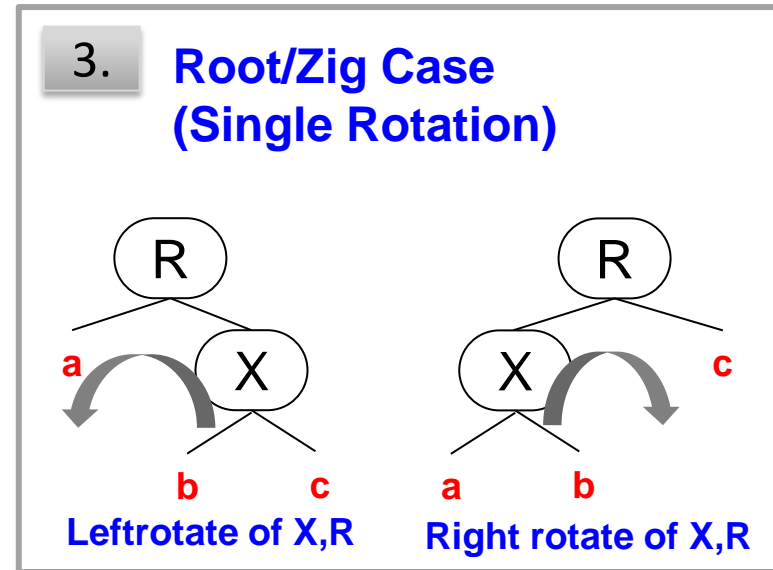 3.
Root/Zig Case
(Single Rotation)
R
R
a
X
X
c
b
c
a
b
Leftrotate of X,R
Right rotate of X,R